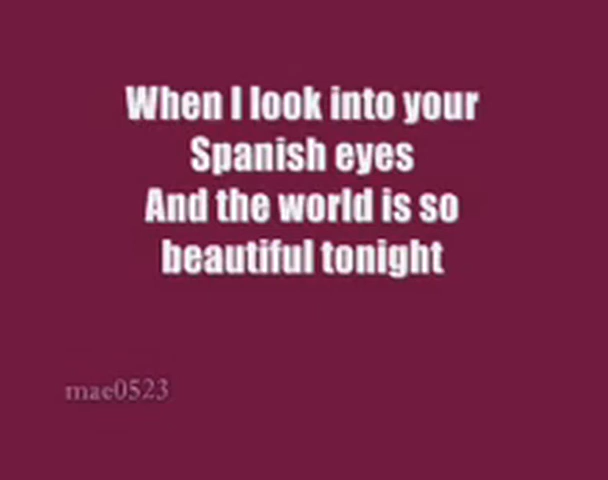 When I look into your
Spanish eyes
And the world is so
beautiful tonight
mae0523